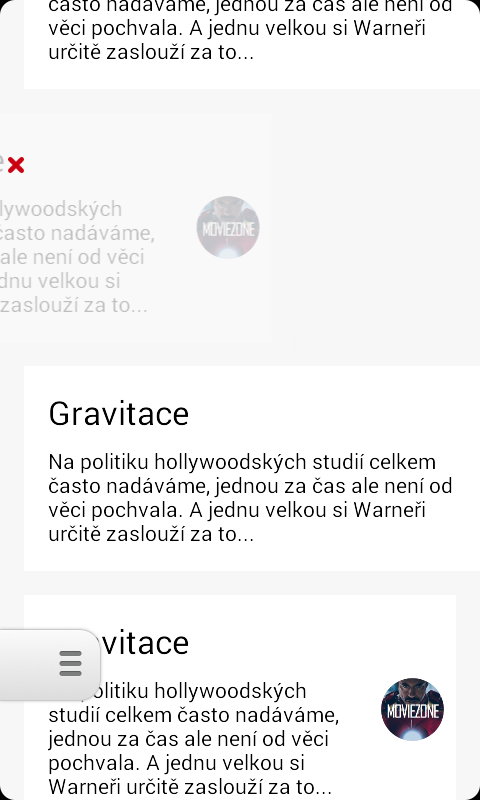 často nadáváme, jednou za čas ale není od
věci pochvala. A jednu velkou si Warneři
určitě zaslouží za to...
lywoodských
často nadáváme,
ale není od věci
dnu velkou si
zaslouží za to...
MOVIEZONE
Gravitace
Na politiku hollywoodských studií celkem
často nadáváme, jednou za čas ale není od
věci pochvala. A jednu velkou si Warneři
určitě zaslouží za to...
vitace
olitiku hollywoodských
studií celkem často nadáváme,
jednou za čas ale není od věci
pochvala. A jednu velkou si
Warneři určitě zaslouží za to...
MOVIEZONE